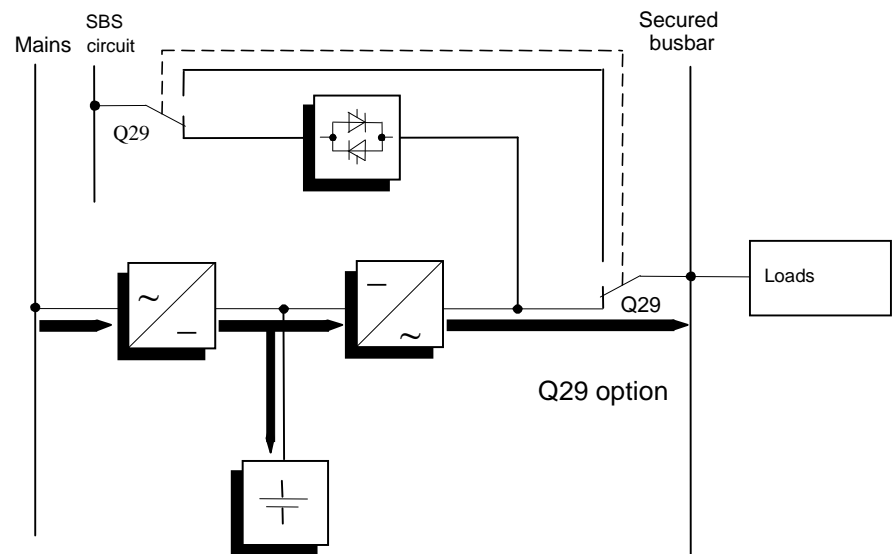 Mains
SBS
circuit
Secured
busbar
Q29
Loads
Q29
~
–
–
~
Q29 option